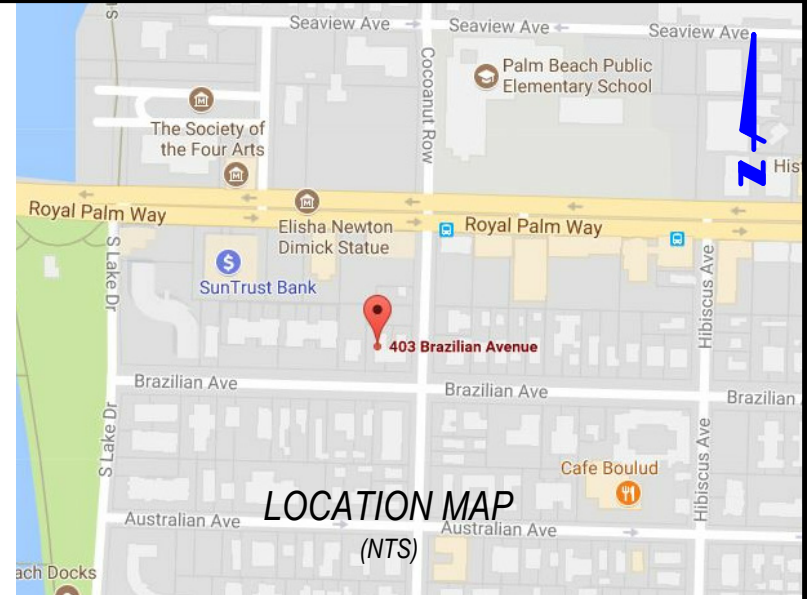 Seaview Ave
Seaview Ave
Seaview Ave
Cocoanut Row
Palm Beach Public
Elementary School
The Society of
the Four Arts
N
His
Royal Palm Way
Elisha Newton
Dimick Statue
Royal Palm Way
S Lake Dr
$
SunTrust Bank
Hibiscus Ave
403 Brazilian Avenue
Brazilian Ave
Brazilian Ave
Brazilian
S Lake Dr
Cafe Boulud
Hibiscus Ave
LOCATION MAP
Australian Ave
Australian Ave
(NTS)
ach Docks